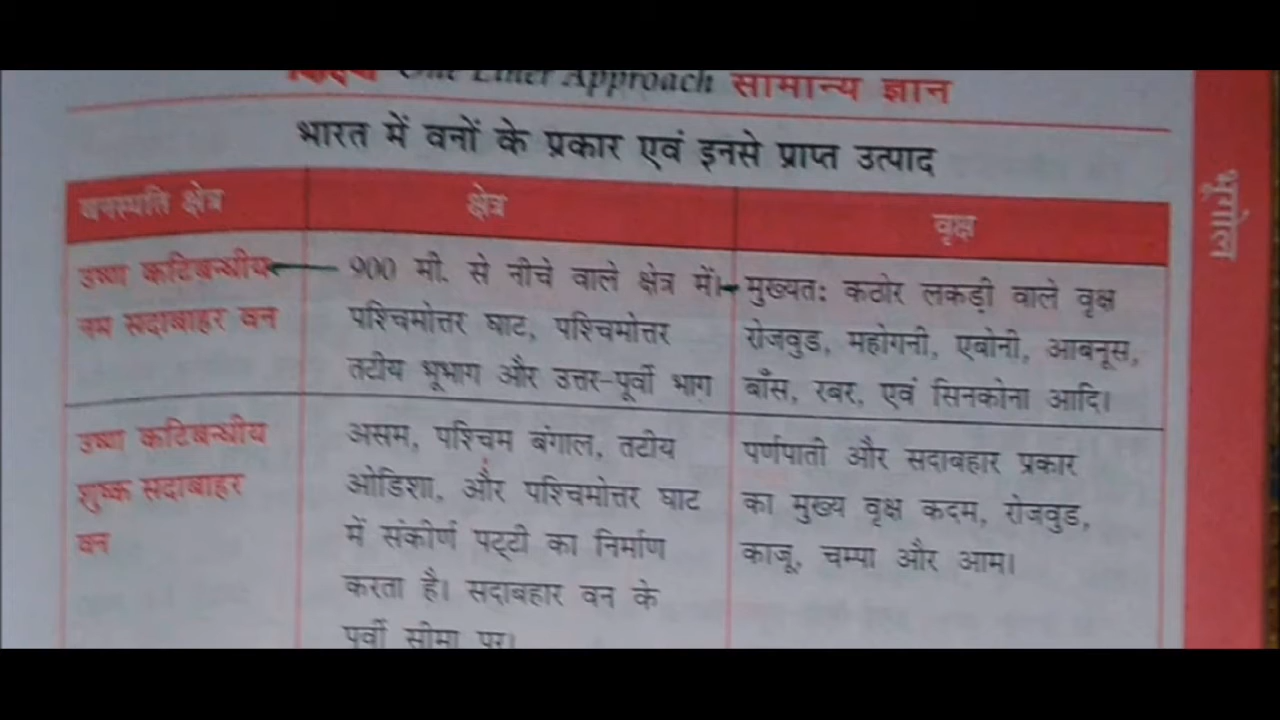 One Liner Approach सामान्य ज्ञान
भारत में वनों के प्रकार एवं इनसे प्राप्त उत्पाद
भूगोल
वनस्पति क्षेत्र
क्षेत्र
वृक्ष
उष्ण कटिबन्धीय
नम सदाबाहर वन
900 मी. से नीचे वाले क्षेत्र में।
पश्चिमोत्तर घाट, पश्चिमोत्तर
तटीय भूभाग और उत्तर-पूर्वी भाग
मुख्यतः कठोर लकड़ी वाले वृक्ष
रोजवुड, महोगनी, एबोनी, आबनूस,
बाँस, रबर, एवं सिनकोना आदि।
उष्ण कटिबन्धीय
शुष्क सदाबाहर
वन
असम, पश्चिम बंगाल, तटीय
ओडिशा, और पश्चिमोत्तर घाट
में संकीर्ण पट्टी का निर्माण
करता है। सदाबहार वन के
पूर्वी सीमा पर।
पर्णपाती और सदाबहार प्रकार
का मुख्य वृक्ष कदम, रोजवुड,
काजू, चम्पा और आम।